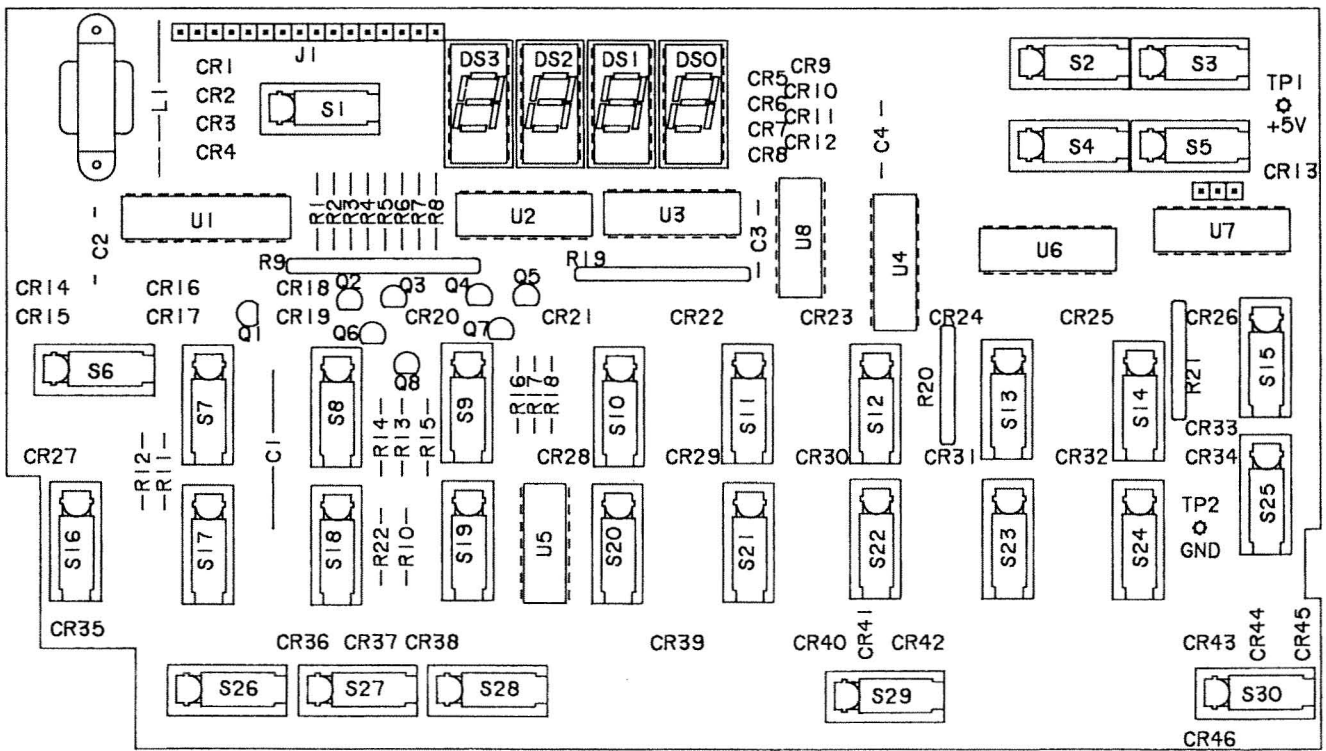 J1
DS3 DS2 DS1 DS0
CR1
CR2
CR3
CR4
L1
S1
CR5
CR6
CR7
CR8
CR9
CR10
CR11
CR12
C4
S2 S3
S4 S5
TP1
+5V
CR13
C2
U1
R1 R2 R3 R4 R5 R6 R7 R8
U2
U3
C3
U8
U4
U6
U7
R9
R19
CR14
CR15
CR16
CR17
Q1
CR18
CR19
Q2
Q3
Q4
Q5
Q6
Q7
Q8
CR20
CR21
CR22
CR23
CR24
CR25
CR26
S6
S7
S8
S9
R16 R17 R18
S10
S11
S12
R20
S13
S14
R21
S15
C1
R14 R13 R15
CR33
CR27
R12 R11
CR28
CR29
CR30
CR31
CR32
CR34
S16
S17
S18
R22 R10
S19
U5
S20
S21
S22
S23
S24
TP2
GND
S25
CR35
CR36 CR37 CR38
CR39
CR40
CR41
CR42
CR43
CR44
CR45
S26 S27 S28
S29
S30
CR46